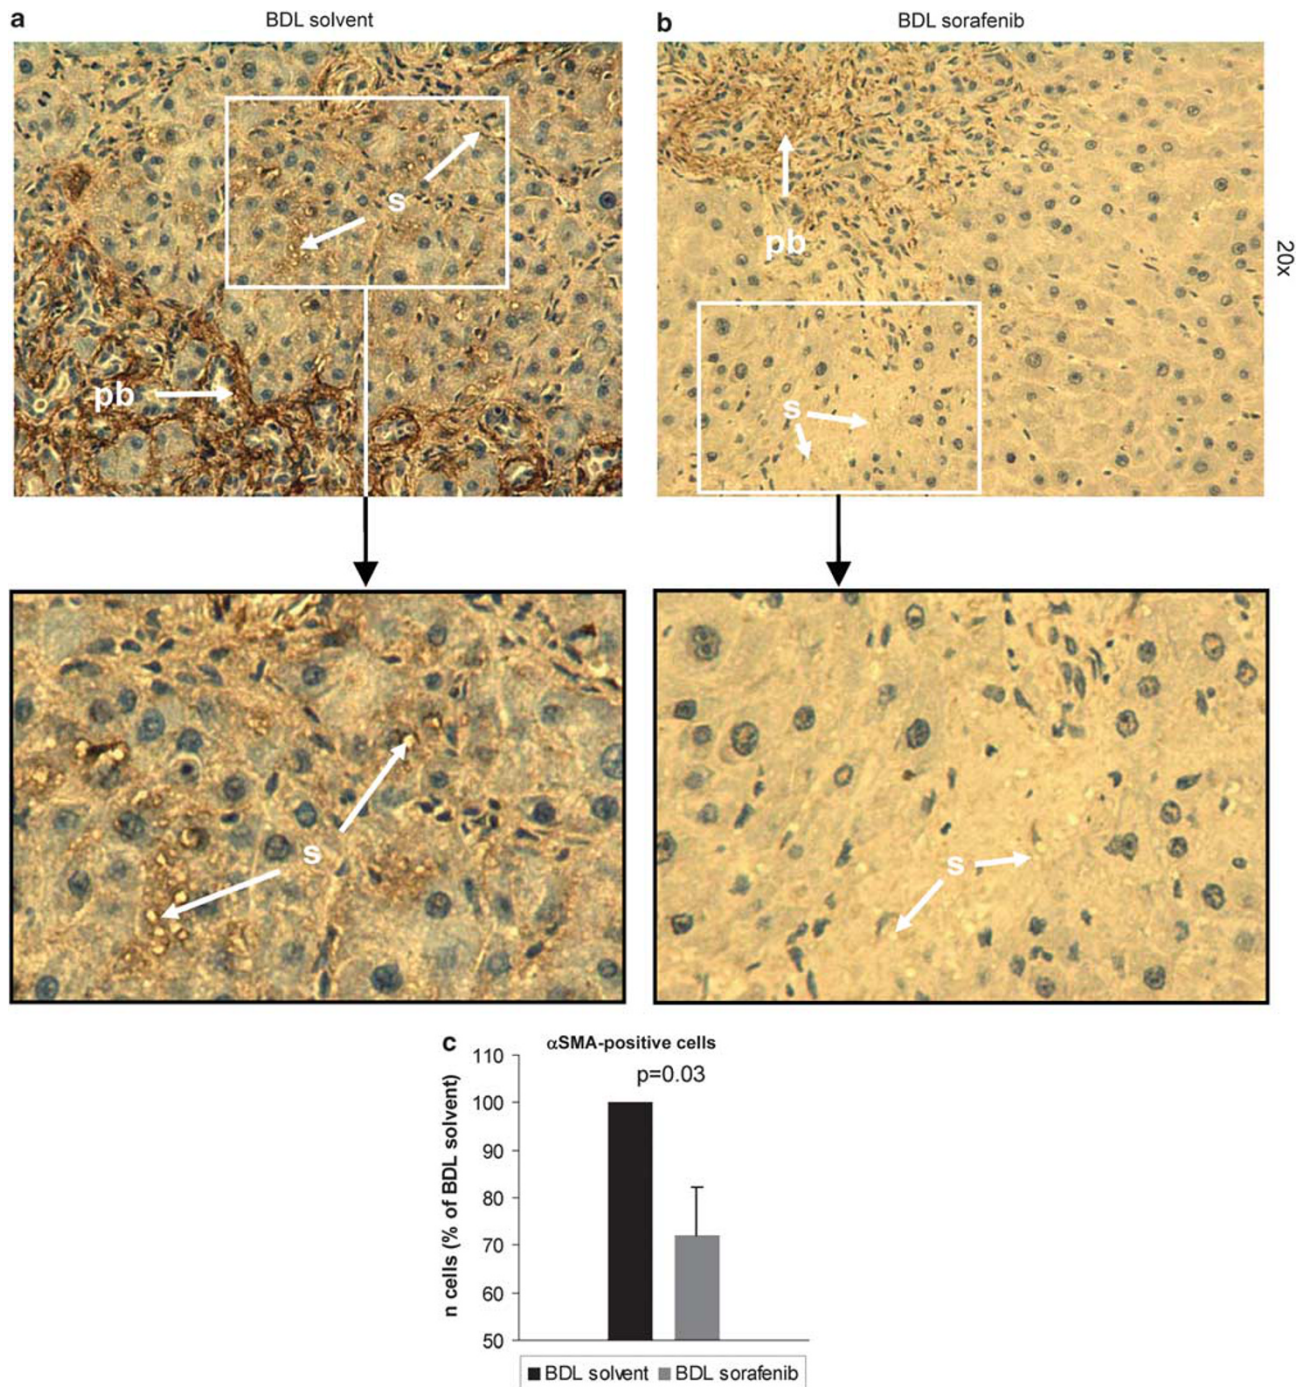 a BDL solvent
b BDL sorafenib
s
pb
pb
s
20x
s
s
c αSMA-positive cells
p=0.03
n cells (% of BDL solvent)
110
100
90
80
70
60
50
BDL solvent BDL sorafenib